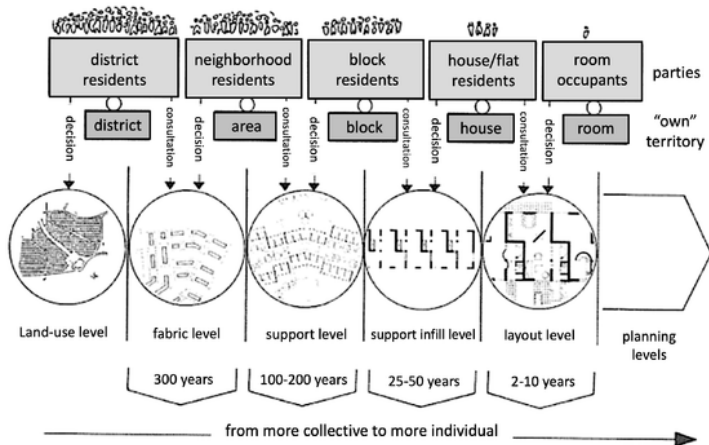 district
residents
neighborhood
residents
block
residents
house/flat
residents
room
occupants
parties
decision
district
consultation
decision
area
consultation
decision
block
consultation
decision
house
consultation
decision
room
"own"
territory
Land-use level
fabric level
support level
support infill level
layout level
planning
levels
300 years
100-200 years
25-50 years
2-10 years
from more collective to more individual